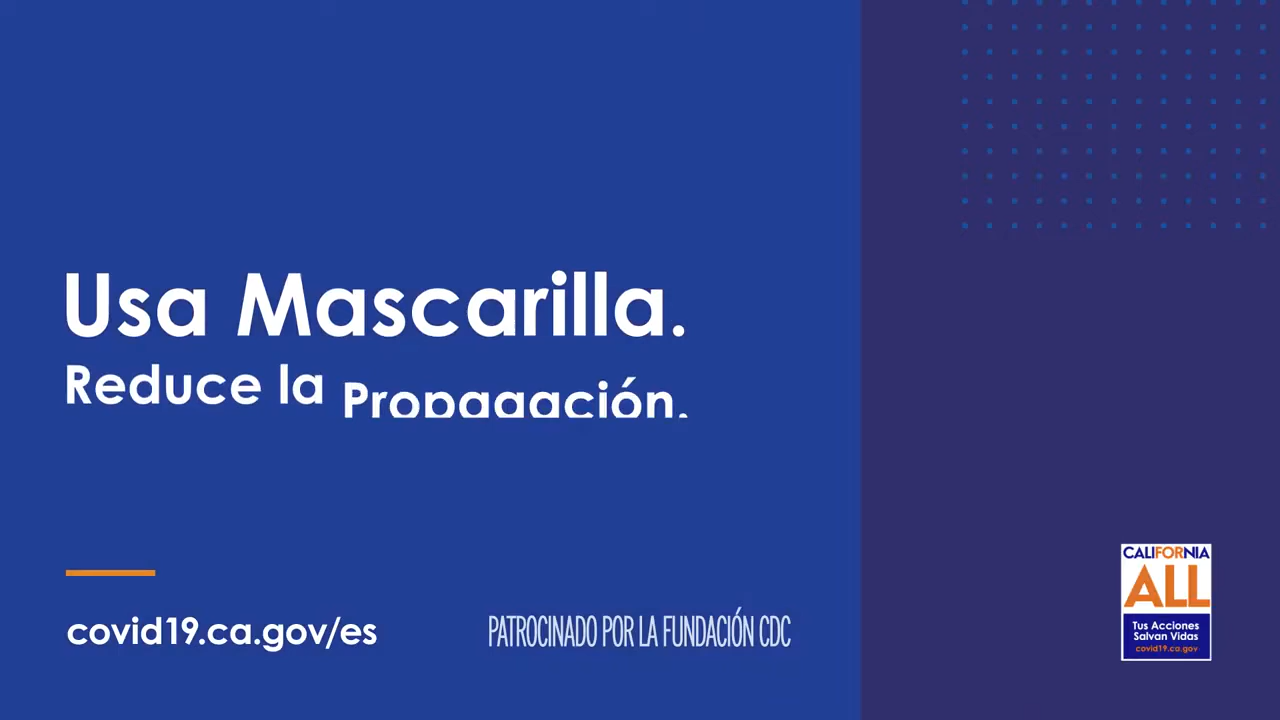 Usa Mascarilla.
Reduce la Propagación.
covid19.ca.gov/es
PATROCINADO POR LA FUNDACIÓN CDC
CALIFORNIA
ALL
Tus Acciones
Salvan Vidas
covid19.ca.gov